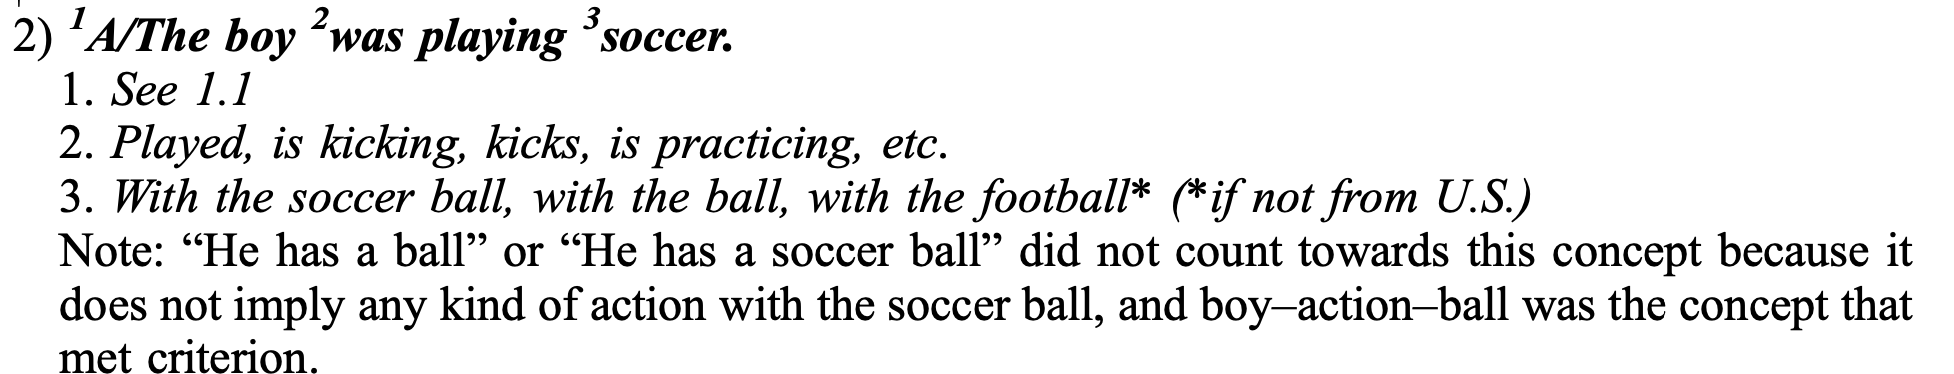 2) ¹A/The boy ²was playing ³soccer.
1. See 1.1
2. Played, is kicking, kicks, is practicing, etc.
3. With the soccer ball, with the ball, with the football* (*if not from U.S.)
Note: “He has a ball” or “He has a soccer ball” did not count towards this concept because it
does not imply any kind of action with the soccer ball, and boy–action–ball was the concept that
met criterion.